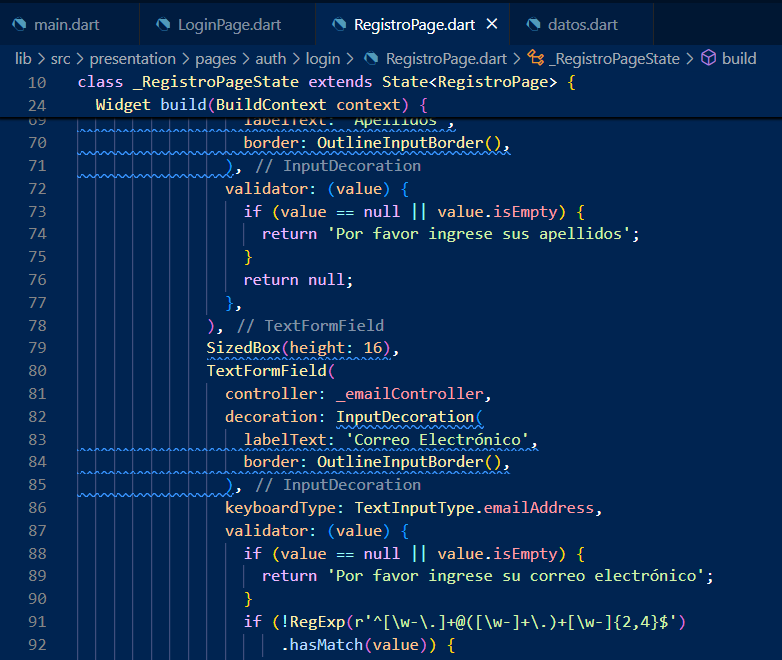 main.dart LoginPage.dart RegistroPage.dart × datos.dart
lib > src > presentation > pages > auth > login > RegistroPage.dart > _RegistroPageState > build
10 class _RegistroPageState extends State<RegistroPage> {
24 Widget build(BuildContext context) {
69 labelText: 'Apellidos',
70 border: OutlineInputBorder(),
71 ), // InputDecoration
72 validator: (value) {
73 if (value == null || value.isEmpty) {
74 return 'Por favor ingrese sus apellidos';
75 }
76 return null;
77 },
78 ), // TextFormField
79 SizedBox(height: 16),
80 TextFormField(
81 controller: _emailController,
82 decoration: InputDecoration(
83 labelText: 'Correo Electrónico',
84 border: OutlineInputBorder(),
85 ), // InputDecoration
86 keyboardType: TextInputType.emailAddress,
87 validator: (value) {
88 if (value == null || value.isEmpty) {
89 return 'Por favor ingrese su correo electrónico';
90 }
91 if (!RegExp(r'^[\w-\.]+@([\w-]+\.)+[\w-]{2,4}$')
92 .hasMatch(value)) {